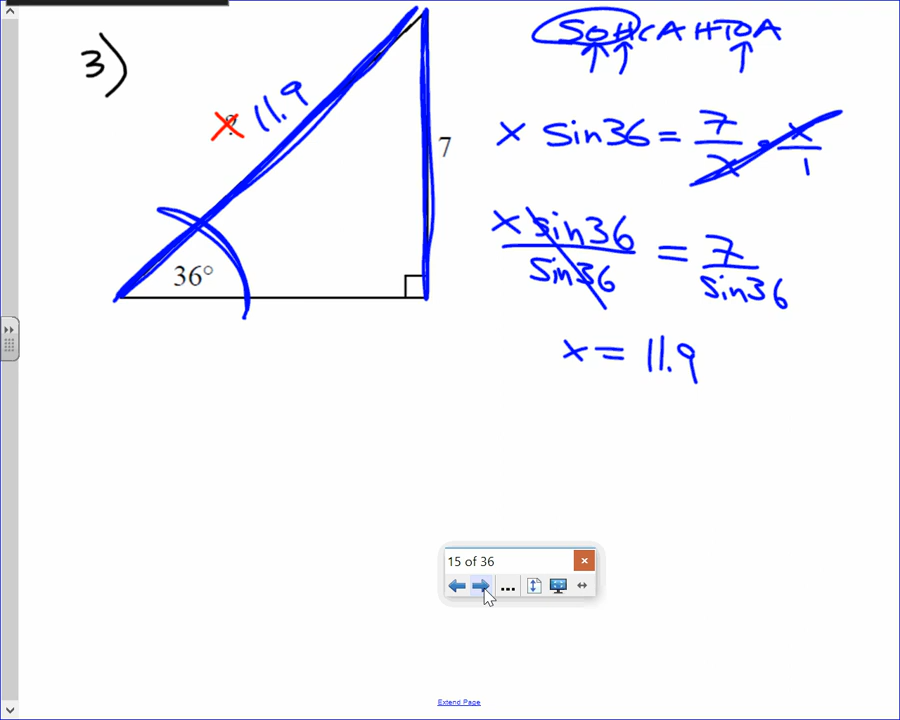 3)
SOHCAHTOA
x 11.9
7
36°
x sin36 = 7/x · x/1
x sin36/sin36 = 7/sin36
x = 11.9
15 of 36
...
Extend Page